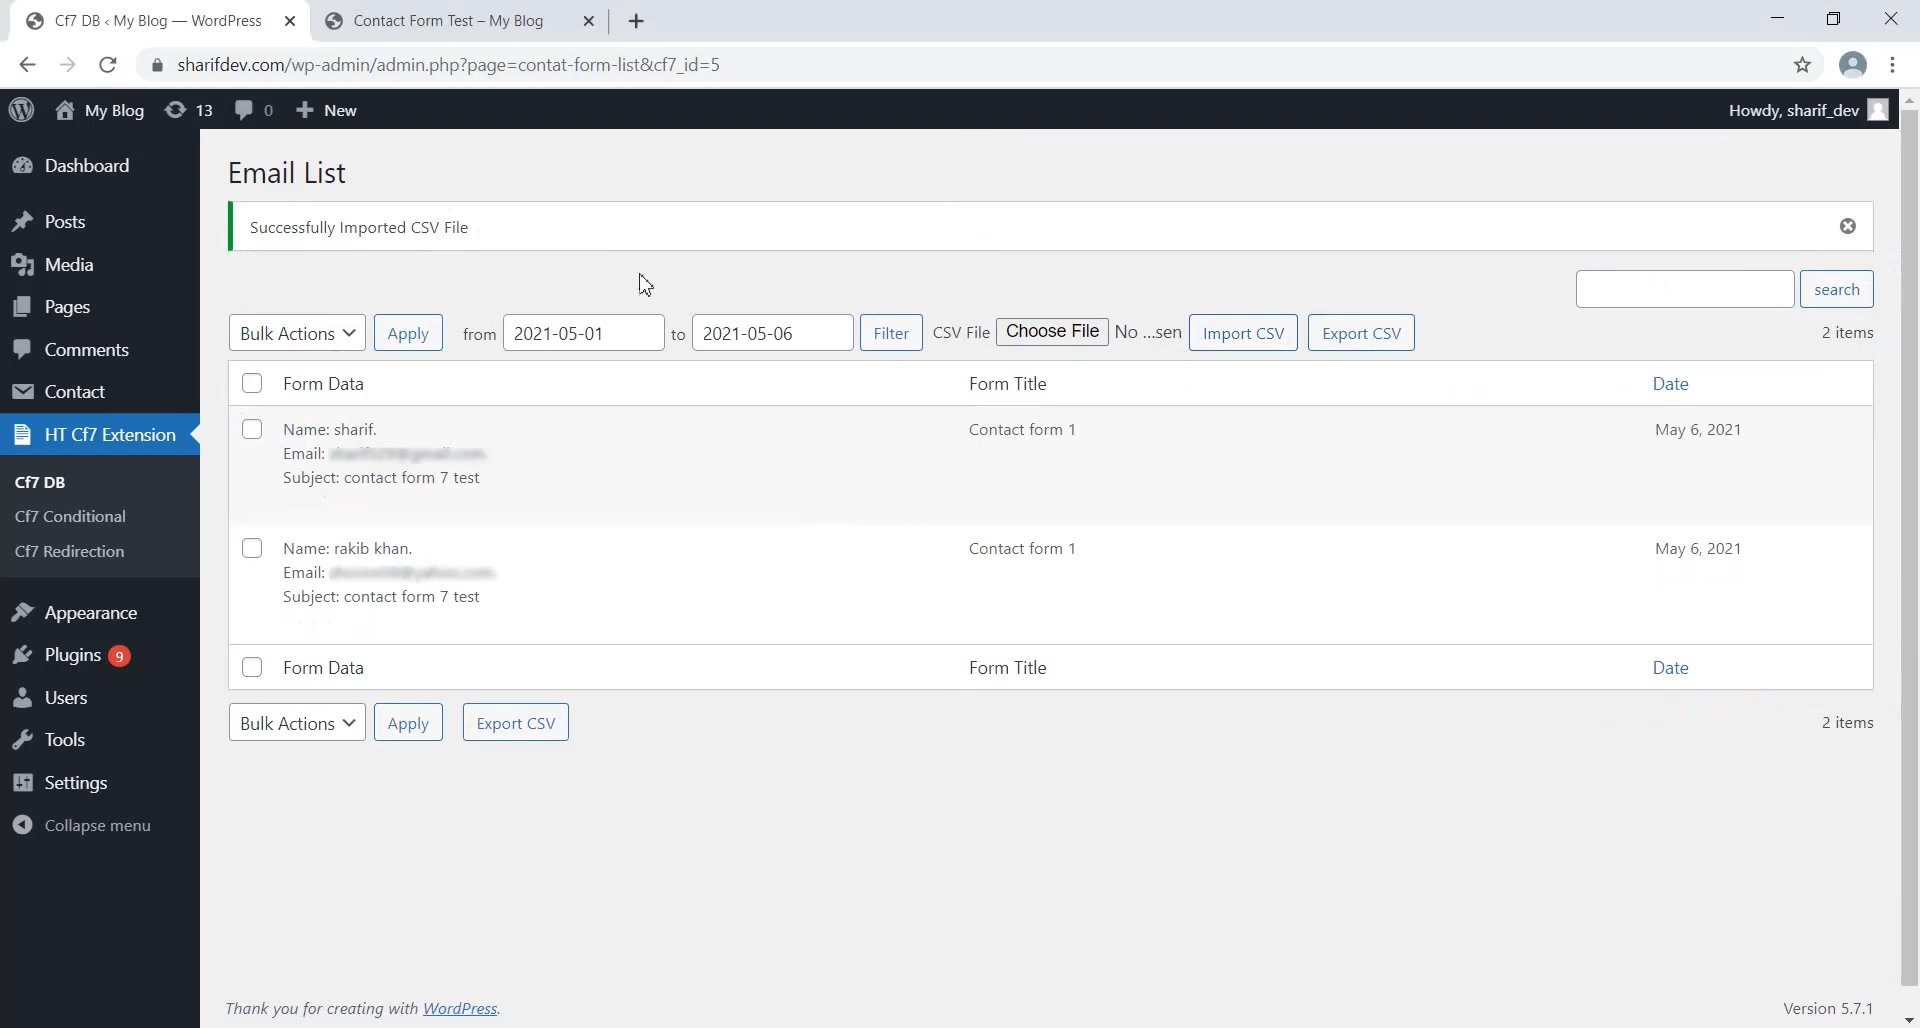 Cf7 DB ‹ My Blog — WordPress
Contact Form Test – My Blog
sharifdev.com/wp-admin/admin.php?page=contat-form-list&cf7_id=5
My Blog 13 0 New
Howdy, sharif_dev
Dashboard
Posts
Media
Pages
Comments
Contact
HT Cf7 Extension
Cf7 DB
Cf7 Conditional
Cf7 Redirection
Appearance
Plugins 9
Users
Tools
Settings
Collapse menu
Email List
Successfully Imported CSV File
search
Bulk Actions Apply from 2021-05-01 to 2021-05-06 Filter CSV File Choose File No ...sen Import CSV Export CSV 2 items
Form Data Form Title Date
Name: sharif. Contact form 1 May 6, 2021
Email:
Subject: contact form 7 test
Name: rakib khan. Contact form 1 May 6, 2021
Email:
Subject: contact form 7 test
Form Data Form Title Date
Bulk Actions Apply Export CSV 2 items
Thank you for creating with WordPress. Version 5.7.1